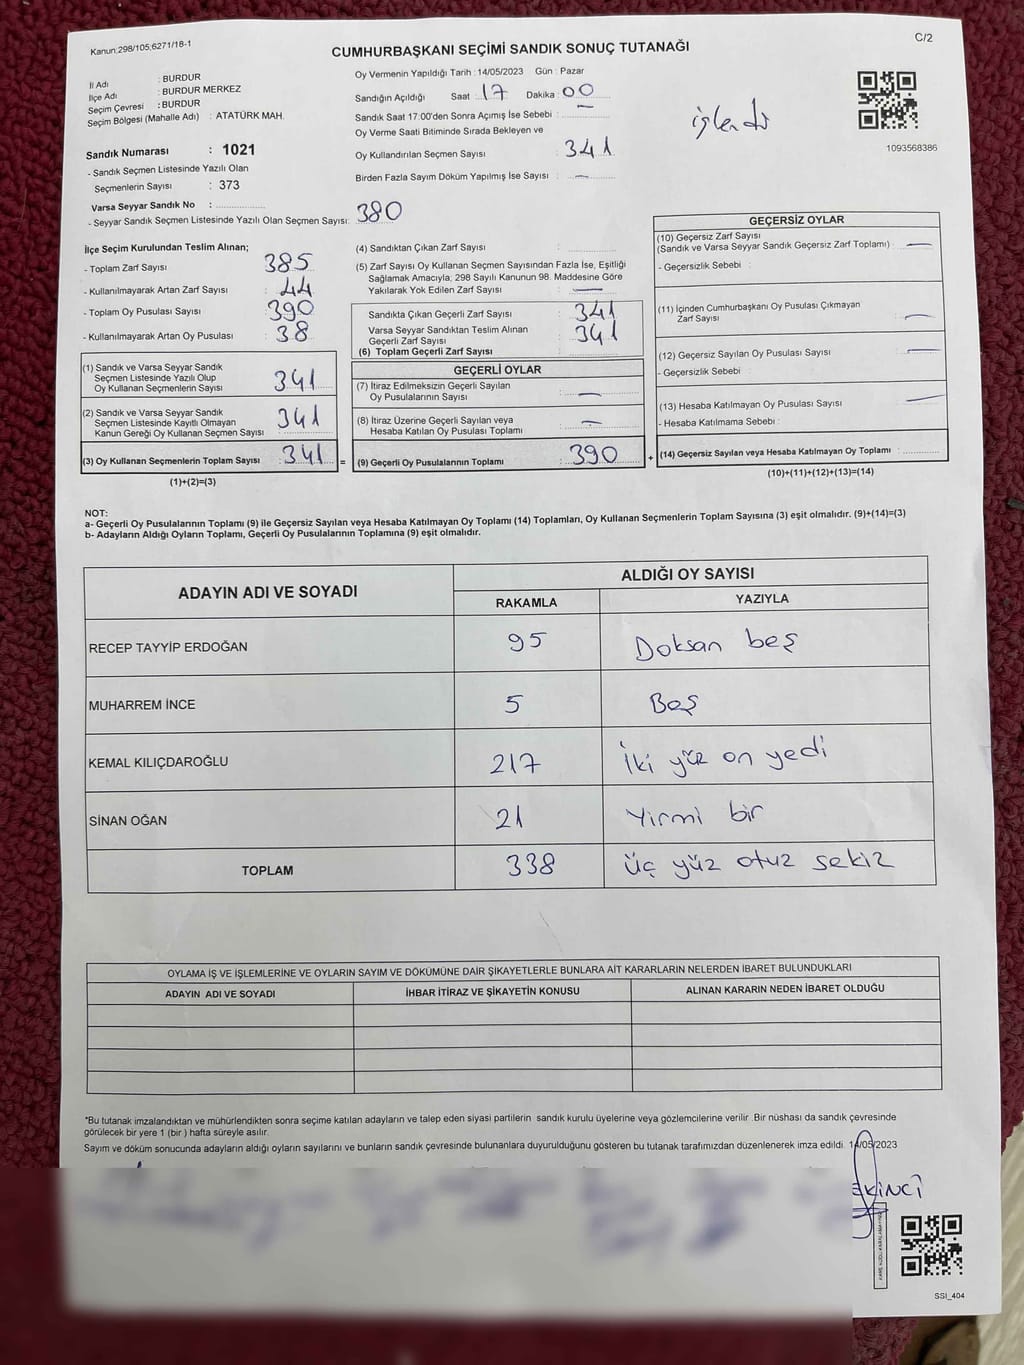 Kanun:298/105;6271/18-1
C/2
CUMHURBAŞKANI SEÇİMİ SANDIK SONUÇ TUTANAĞI
İl Adı : BURDUR
İlçe Adı : BURDUR MERKEZ
Seçim Çevresi : BURDUR
Seçim Bölgesi (Mahalle Adı) : ATATÜRK MAH.
Sandık Numarası : 1021
- Sandık Seçmen Listesinde Yazılı Olan
Seçmenlerin Sayısı : 373
Varsa Seyyar Sandık No :
- Seyyar Sandık Seçmen Listesinde Yazılı Olan Seçmen Sayısı: 380
Oy Vermenin Yapıldığı Tarih : 14/05/2023 Gün : Pazar
Sandığın Açıldığı Saat 17 Dakika 00
Sandık Saat 17:00'den Sonra Açımış İse Sebebi : —
Oy Verme Saati Bitiminde Sırada Bekleyen ve
Oy Kullandırılan Seçmen Sayısı : 341
Birden Fazla Sayım Döküm Yapılmış İse Sayısı : —
işlendi
1093568386
İlçe Seçim Kurulundan Teslim Alınan;
- Toplam Zarf Sayısı : 385
- Kullanılmayarak Artan Zarf Sayısı : 44
- Toplam Oy Pusulası Sayısı : 390
- Kullanılmayarak Artan Oy Pusulası : 38
(1) Sandık ve Varsa Seyyar Sandık
Seçmen Listesinde Yazılı Olup
Oy Kullanan Seçmenlerin Sayısı : 341
(2) Sandık ve Varsa Seyyar Sandık
Seçmen Listesinde Kayıtlı Olmayan
Kanun Gereği Oy Kullanan Seçmen Sayısı : 341
(3) Oy Kullanan Seçmenlerin Toplam Sayısı : 341
(1)+(2)=(3)
=
(4) Sandıktan Çıkan Zarf Sayısı :
(5) Zarf Sayısı Oy Kullanan Seçmen Sayısından Fazla İse, Eşitliği
Sağlamak Amacıyla; 298 Sayılı Kanunun 98. Maddesine Göre
Yakılarak Yok Edilen Zarf Sayısı : —
Sandıkta Çıkan Geçerli Zarf Sayısı : 341
Varsa Seyyar Sandıktan Teslim Alınan
Geçerli Zarf Sayısı : 341
(6) Toplam Geçerli Zarf Sayısı
GEÇERLİ OYLAR
(7) İtiraz Edilmeksizin Geçerli Sayılan
Oy Pusulalarının Sayısı : —
(8) İtiraz Üzerine Geçerli Sayılan veya
Hesaba Katılan Oy Pusulası Toplamı : —
(9) Geçerli Oy Pusulalarının Toplamı : 390
+
GEÇERSİZ OYLAR
(10) Geçersiz Zarf Sayısı
(Sandık ve Varsa Seyyar Sandık Geçersiz Zarf Toplamı) : —
- Geçersizlik Sebebi :
(11) İçinden Cumhurbaşkanı Oy Pusulası Çıkmayan
Zarf Sayısı : —
(12) Geçersiz Sayılan Oy Pusulası Sayısı : —
- Geçersizlik Sebebi :
(13) Hesaba Katılmayan Oy Pusulası Sayısı : —
- Hesaba Katılmama Sebebi :
(14) Geçersiz Sayılan veya Hesaba Katılmayan Oy Toplamı :
(10)+(11)+(12)+(13)=(14)
NOT:
a- Geçerli Oy Pusulalarının Toplamı (9) ile Geçersiz Sayılan veya Hesaba Katılmayan Oy Toplamı (14) Toplamları, Oy Kullanan Seçmenlerin Toplam Sayısına (3) eşit olmalıdır. (9)+(14)=(3)
b- Adayların Aldığı Oyların Toplamı, Geçerli Oy Pusulalarının Toplamına (9) eşit olmalıdır.
ADAYIN ADI VE SOYADI ALDIĞI OY SAYISI
RAKAMLA YAZIYLA
RECEP TAYYİP ERDOĞAN 95 Doksan beş
MUHARREM İNCE 5 Beş
KEMAL KILIÇDAROĞLU 217 İki yüz on yedi
SİNAN OĞAN 21 Yirmi bir
TOPLAM 338 üç yüz otuz sekiz
OYLAMA İŞ VE İŞLEMLERİNE VE OYLARIN SAYIM VE DÖKÜMÜNE DAİR ŞİKAYETLERLE BUNLARA AİT KARARLARIN NELERDEN İBARET BULUNDUKLARI
ADAYIN ADI VE SOYADI İHBAR İTİRAZ VE ŞİKAYETİN KONUSU ALINAN KARARIN NEDEN İBARET OLDUĞU
*Bu tutanak imzalandıktan ve mühürlendikten sonra seçime katılan adayların ve talep eden siyasi partilerin sandık kurulu üyelerine veya gözlemcilerine verilir. Bir nüshası da sandık çevresinde
görülecek bir yere 1 (bir ) hafta süreyle asılır.
Sayım ve döküm sonucunda adayların aldığı oyların sayılarını ve bunların sandık çevresinde bulunanlara duyurulduğunu gösteren bu tutanak tarafımızdan düzenlenerek imza edildi. 14/05/2023
EKİNCİ
SSI_404